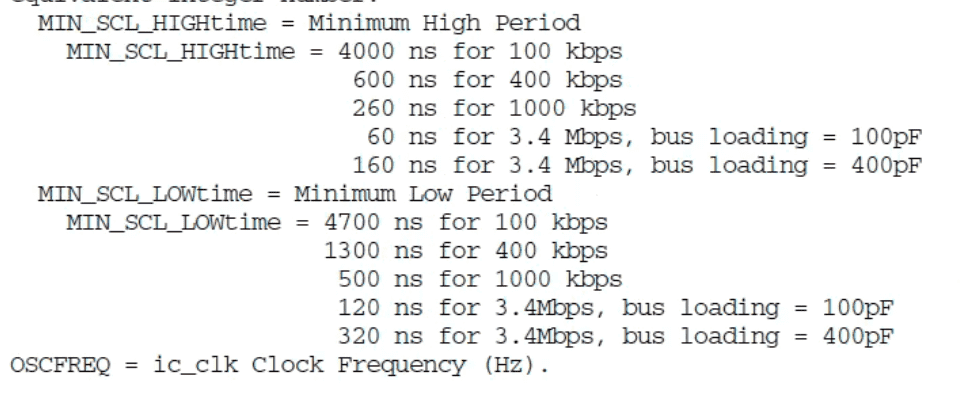 equivalent integer number.
MIN_SCL_HIGHtime = Minimum High Period
MIN_SCL_HIGHtime = 4000 ns for 100 kbps
600 ns for 400 kbps
260 ns for 1000 kbps
60 ns for 3.4 Mbps, bus loading = 100pF
160 ns for 3.4 Mbps, bus loading = 400pF
MIN_SCL_LOWtime = Minimum Low Period
MIN_SCL_LOWtime = 4700 ns for 100 kbps
1300 ns for 400 kbps
500 ns for 1000 kbps
120 ns for 3.4Mbps, bus loading = 100pF
320 ns for 3.4Mbps, bus loading = 400pF
OSCFREQ = ic_clk Clock Frequency (Hz).